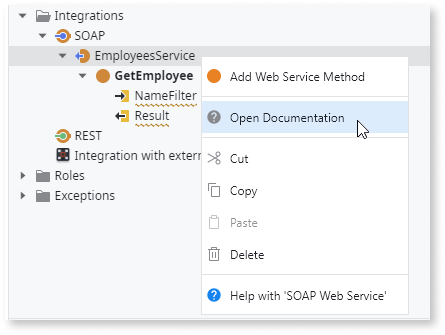 Integrations
SOAP
EmployeesService
GetEmployee
Add Web Service Method
NameFilter
Open Documentation
Result
REST
Cut
Integration with extern
Roles
Copy
Exceptions
Paste
Delete
Help with 'SOAP Web Service'